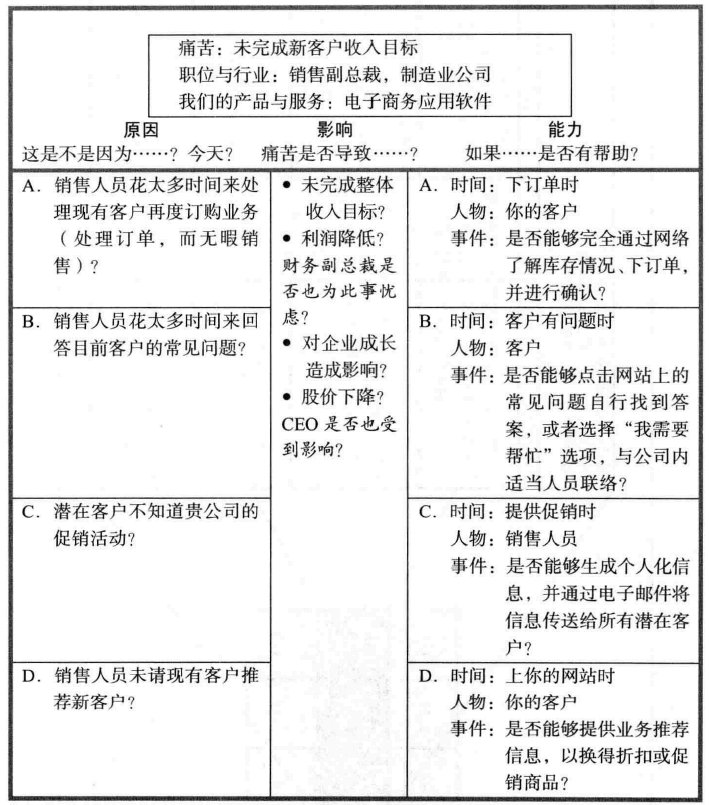 痛苦：未完成新客户收入目标
职位与行业：销售副总裁，制造业公司
我们的产品与服务：电子商务应用软件
原因
这是不是因为……？今天？
影响
痛苦是否导致……？
能力
如果……是否有帮助？
A. 销售人员花太多时间来处
理现有客户再度订购业务
（处理订单，而无暇销
售）？
B. 销售人员花太多时间来回
答目前客户的常见问题？
C. 潜在客户不知道贵公司的
促销活动？
D. 销售人员未请现有客户推
荐新客户？
• 未完成整体
收入目标？
• 利润降低？
财务副总裁是
否也为此事忧
虑？
• 对企业成长
造成影响？
• 股价下降？
CEO 是否也受
到影响？
A. 时间：下订单时
人物：你的客户
事件：是否能够完全通过网络
了解库存情况、下订单，
并进行确认？
B. 时间：客户有问题时
人物：客户
事件：是否能够点击网站上的
常见问题自行找到答
案，或者选择“我需要
帮忙”选项，与公司内
适当人员联络？
C. 时间：提供促销时
人物：销售人员
事件：是否能够生成个人化信
息，并通过电子邮件将
信息传送给所有潜在客
户？
D. 时间：上你的网站时
人物：你的客户
事件：是否能够提供业务推荐
信息，以换得折扣或促
销商品？